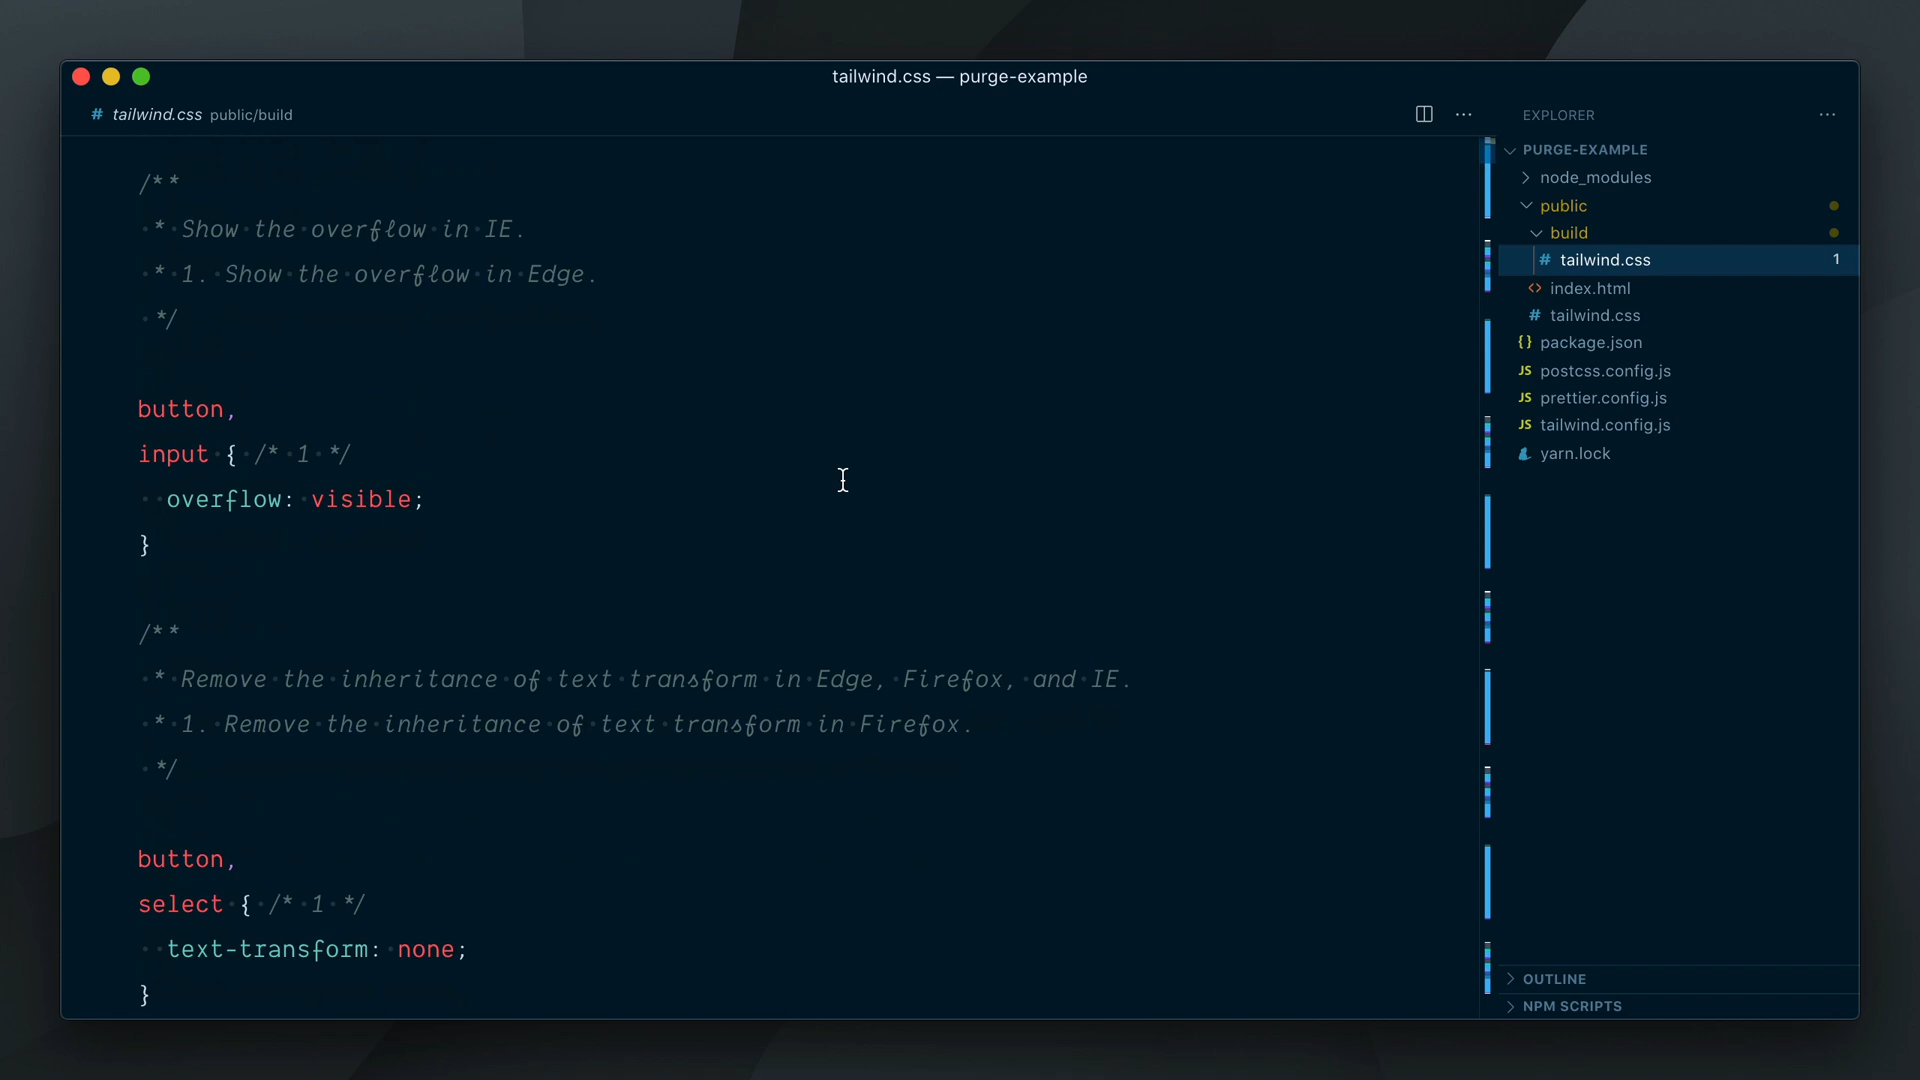 tailwind.css — purge-example
# tailwind.css public/build
/**
* Show the overflow in IE.
* 1. Show the overflow in Edge.
*/
button,
input { /* 1 */
overflow: visible;
}
/**
* Remove the inheritance of text transform in Edge, Firefox, and IE.
* 1. Remove the inheritance of text transform in Firefox.
*/
button,
select { /* 1 */
text-transform: none;
}
EXPLORER
PURGE-EXAMPLE
node_modules
public
build
# tailwind.css 1
<> index.html
# tailwind.css
{} package.json
JS postcss.config.js
JS prettier.config.js
JS tailwind.config.js
yarn.lock
OUTLINE
NPM SCRIPTS